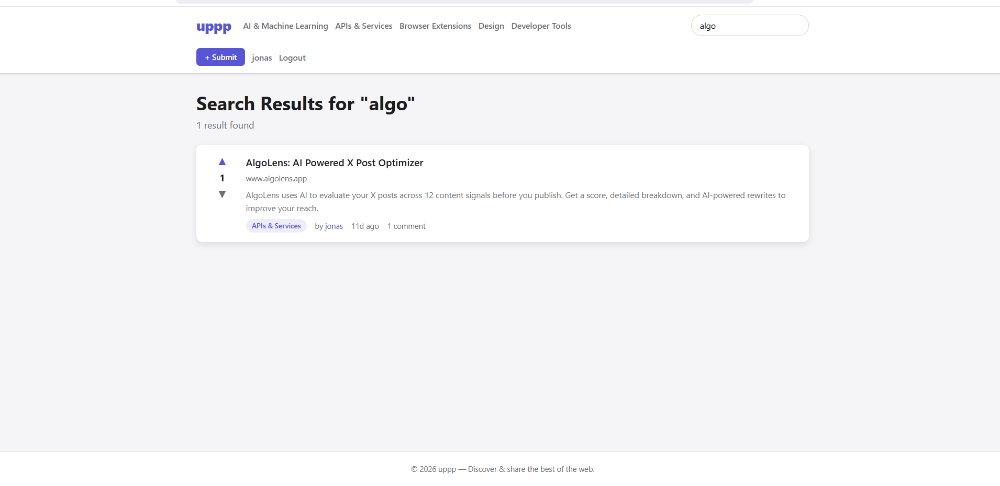 uppp AI & Machine Learning APIs & Services Browser Extensions Design Developer Tools algo
+ Submit jonas Logout
Search Results for "algo"
1 result found
▲
AlgoLens: AI Powered X Post Optimizer
1
www.algolens.app
▼
AlgoLens uses AI to evaluate your X posts across 12 content signals before you publish. Get a score, detailed breakdown, and AI-powered rewrites to
improve your reach.
APIs & Services by jonas 11d ago 1 comment
© 2026 uppp — Discover & share the best of the web.